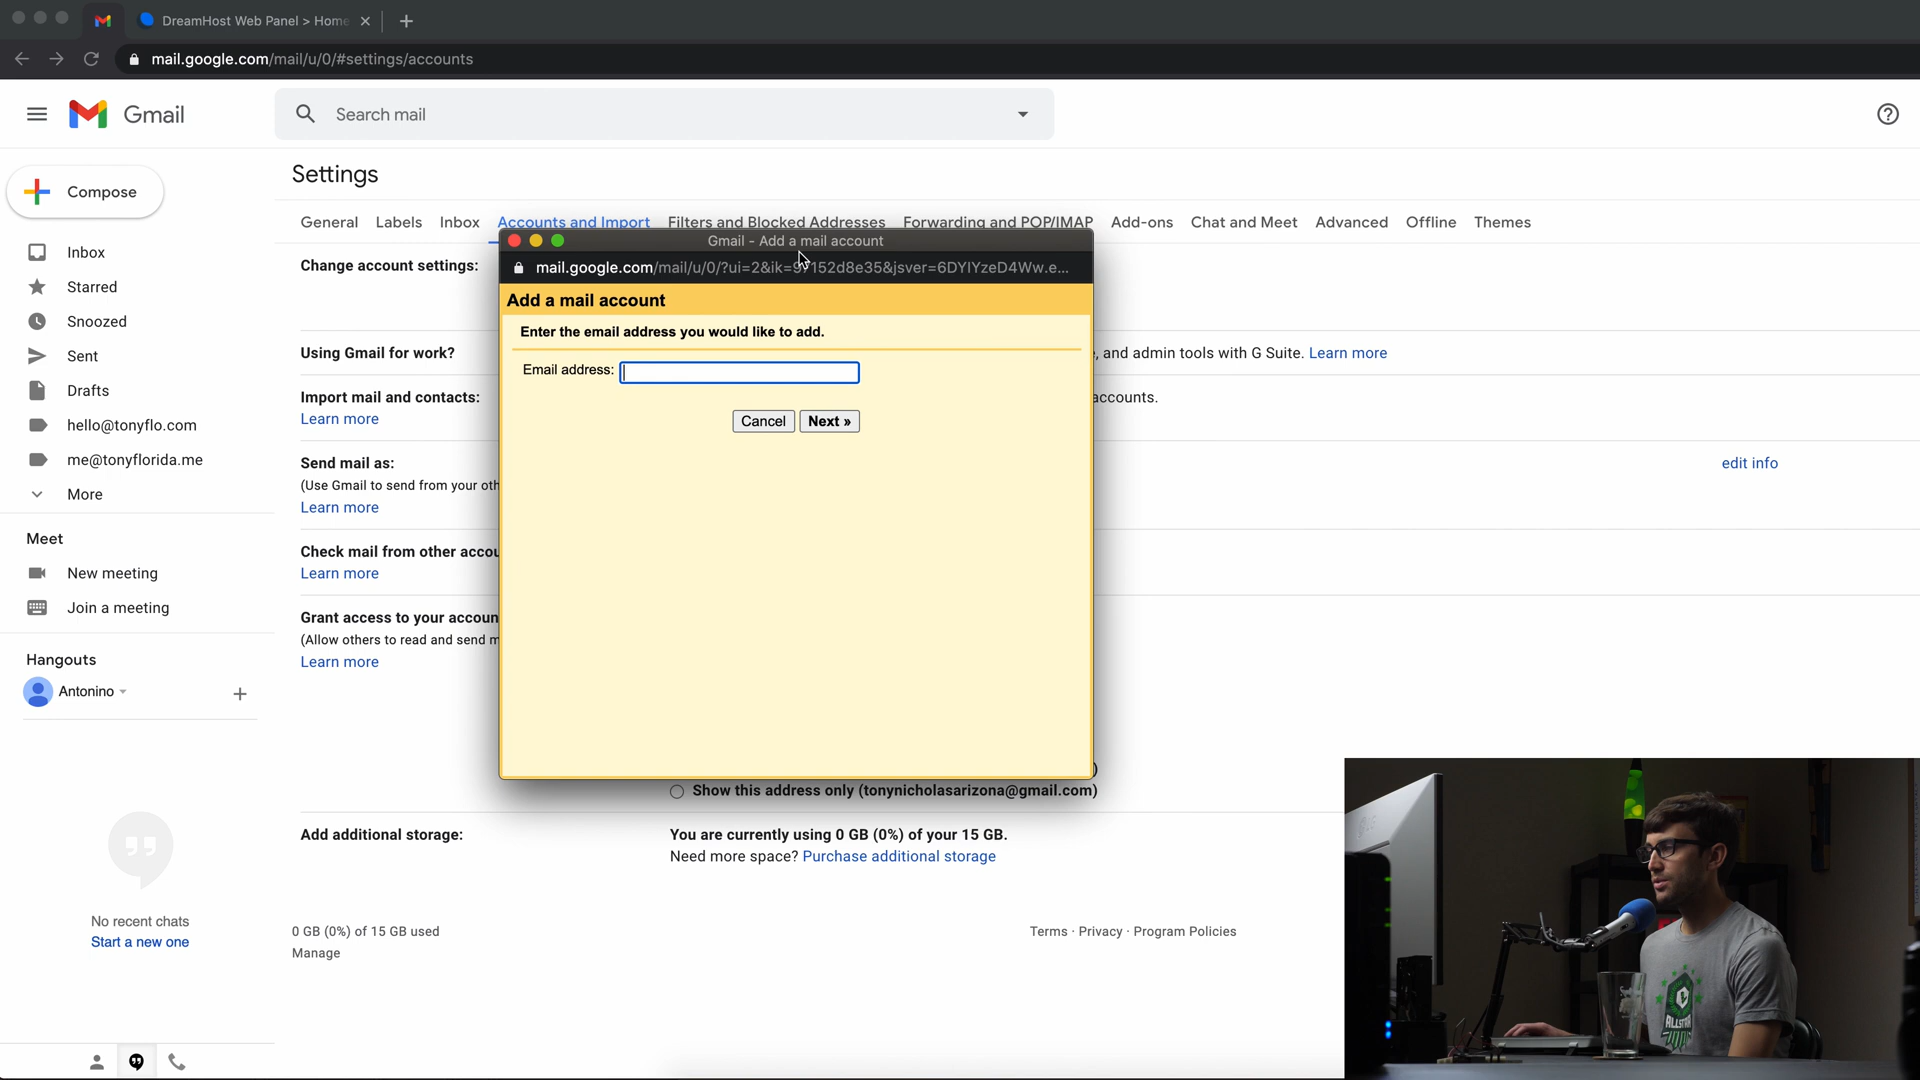 DreamHost Web Panel > Home
mail.google.com/mail/u/0/#settings/accounts
Gmail
Search mail
Compose
Inbox
Starred
Snoozed
Sent
Drafts
hello@tonyflo.com
me@tonyflorida.me
More
Meet
New meeting
Join a meeting
Hangouts
Antonino
No recent chats
Start a new one
Settings
General Labels Inbox Accounts and Import Filters and Blocked Addresses Forwarding and POP/IMAP Add-ons Chat and Meet Advanced Offline Themes
Change account settings:
Using Gmail for work?
, and admin tools with G Suite. Learn more
Import mail and contacts:
accounts.
Learn more
Send mail as:
edit info
(Use Gmail to send from your oth
Learn more
Check mail from other accou
Learn more
Grant access to your accoun
(Allow others to read and send m
Learn more
Gmail - Add a mail account
mail.google.com/mail/u/0/?ui=2&ik=97152d8e35&jsver=6DYIYzeD4Ww.e...
Add a mail account
Enter the email address you would like to add.
Email address:
Cancel Next »
)
Show this address only (tonynicholasarizona@gmail.com)
Add additional storage:
You are currently using 0 GB (0%) of your 15 GB.
Need more space? Purchase additional storage
0 GB (0%) of 15 GB used
Manage
Terms · Privacy · Program Policies
ALLSTAR